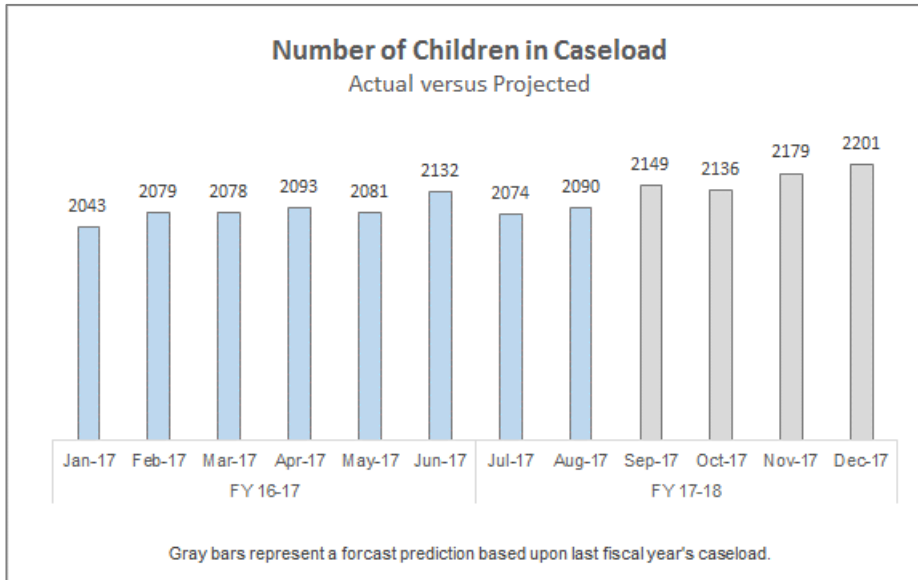 Number of Children in Caseload
Actual versus Projected
2043 2079 2078 2093 2081 2132 2074 2090 2149 2136 2179 2201
Jan-17 Feb-17 Mar-17 Apr-17 May-17 Jun-17 Jul-17 Aug-17 Sep-17 Oct-17 Nov-17 Dec-17
FY 16-17 FY 17-18
Gray bars represent a forcast prediction based upon last fiscal year's caseload.